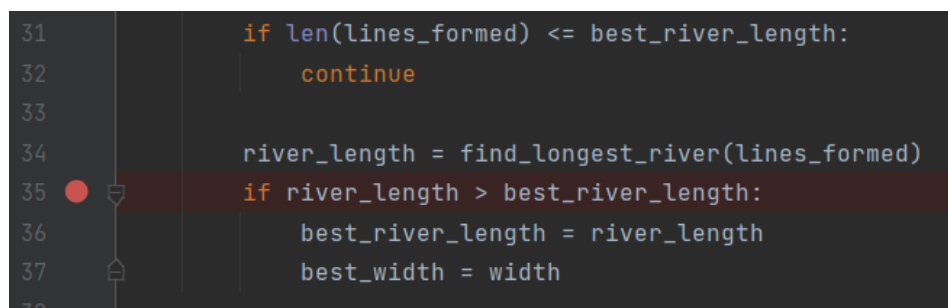 31 if len(lines_formed) <= best_river_length:
32 continue
33
34 river_length = find_longest_river(lines_formed)
35 if river_length > best_river_length:
36 best_river_length = river_length
37 best_width = width